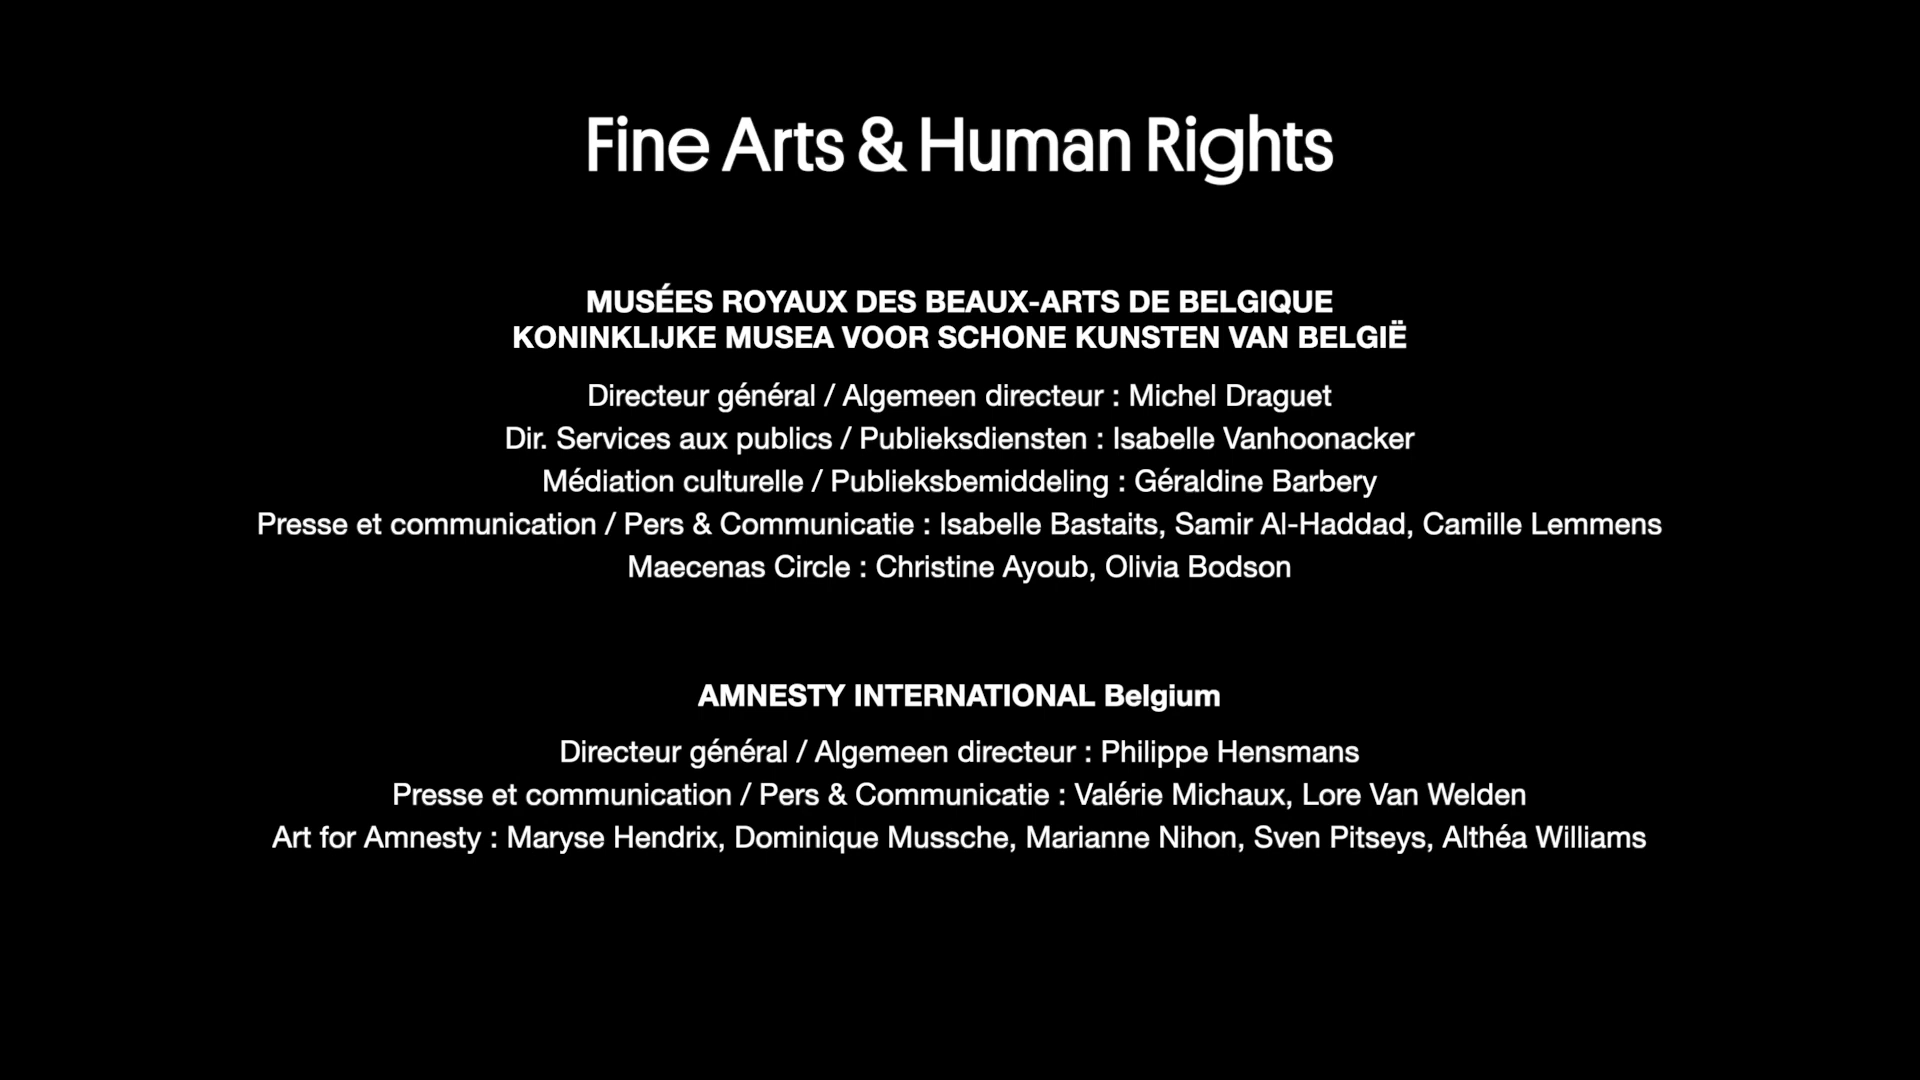 Fine Arts & Human Rights
MUSÉES ROYAUX DES BEAUX-ARTS DE BELGIQUE
KONINKLIJKE MUSEA VOOR SCHONE KUNSTEN VAN BELGIË
Directeur général / Algemeen directeur : Michel Draguet
Dir. Services aux publics / Publieksdiensten : Isabelle Vanhoonacker
Médiation culturelle / Publieksbemiddeling : Géraldine Barbery
Presse et communication / Pers & Communicatie : Isabelle Bastaits, Samir Al-Haddad, Camille Lemmens
Maecenas Circle : Christine Ayoub, Olivia Bodson
AMNESTY INTERNATIONAL Belgium
Directeur général / Algemeen directeur : Philippe Hensmans
Presse et communication / Pers & Communicatie : Valérie Michaux, Lore Van Welden
Art for Amnesty : Maryse Hendrix, Dominique Mussche, Marianne Nihon, Sven Pitseys, Althéa Williams